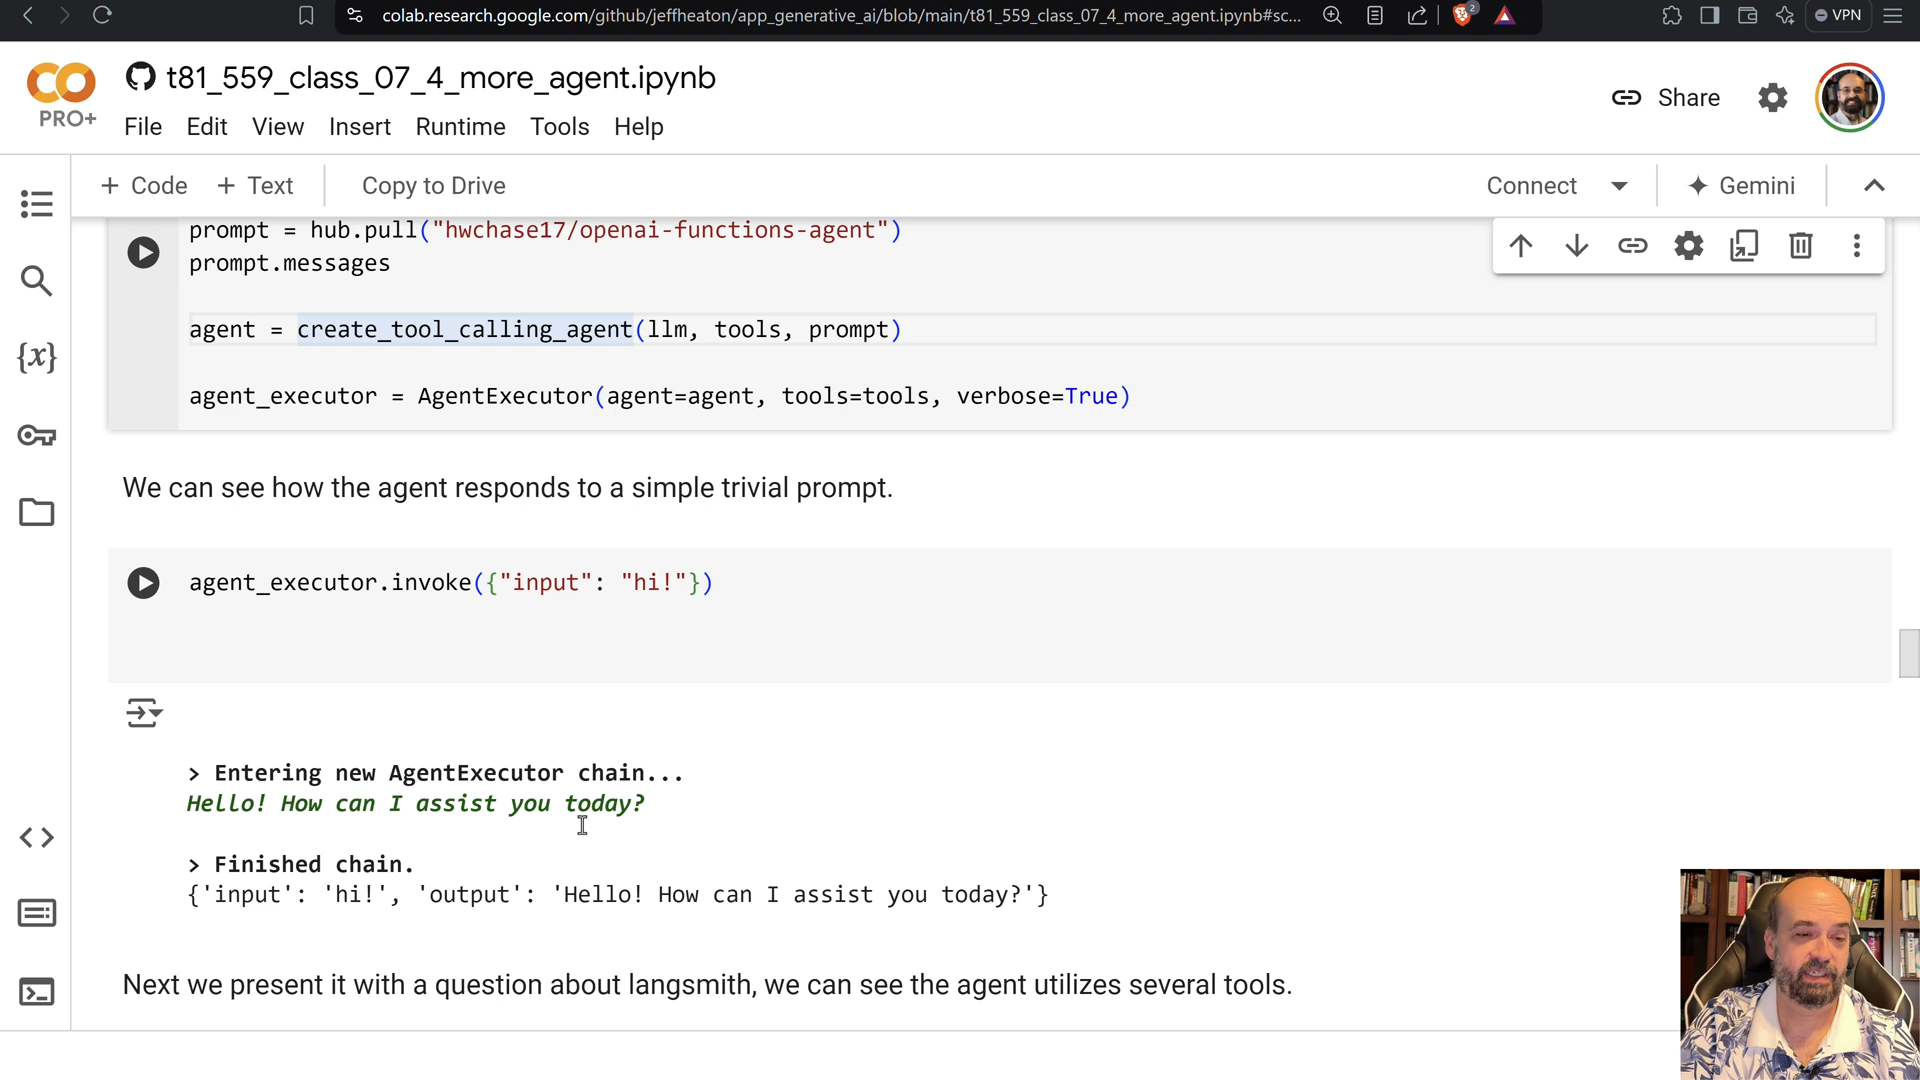 colab.research.google.com/github/jeffheaton/app_generative_ai/blob/main/t81_559_class_07_4_more_agent.ipynb#sc...
2
VPN
CO
PRO+
t81_559_class_07_4_more_agent.ipynb
File Edit View Insert Runtime Tools Help
Share
+ Code + Text Copy to Drive
Connect Gemini
prompt = hub.pull("hwchase17/openai-functions-agent")
prompt.messages
agent = create_tool_calling_agent(llm, tools, prompt)
agent_executor = AgentExecutor(agent=agent, tools=tools, verbose=True)
We can see how the agent responds to a simple trivial prompt.
agent_executor.invoke({"input": "hi!"})
> Entering new AgentExecutor chain...
Hello! How can I assist you today?
> Finished chain.
{'input': 'hi!', 'output': 'Hello! How can I assist you today?'}
Next we present it with a question about langsmith, we can see the agent utilizes several tools.